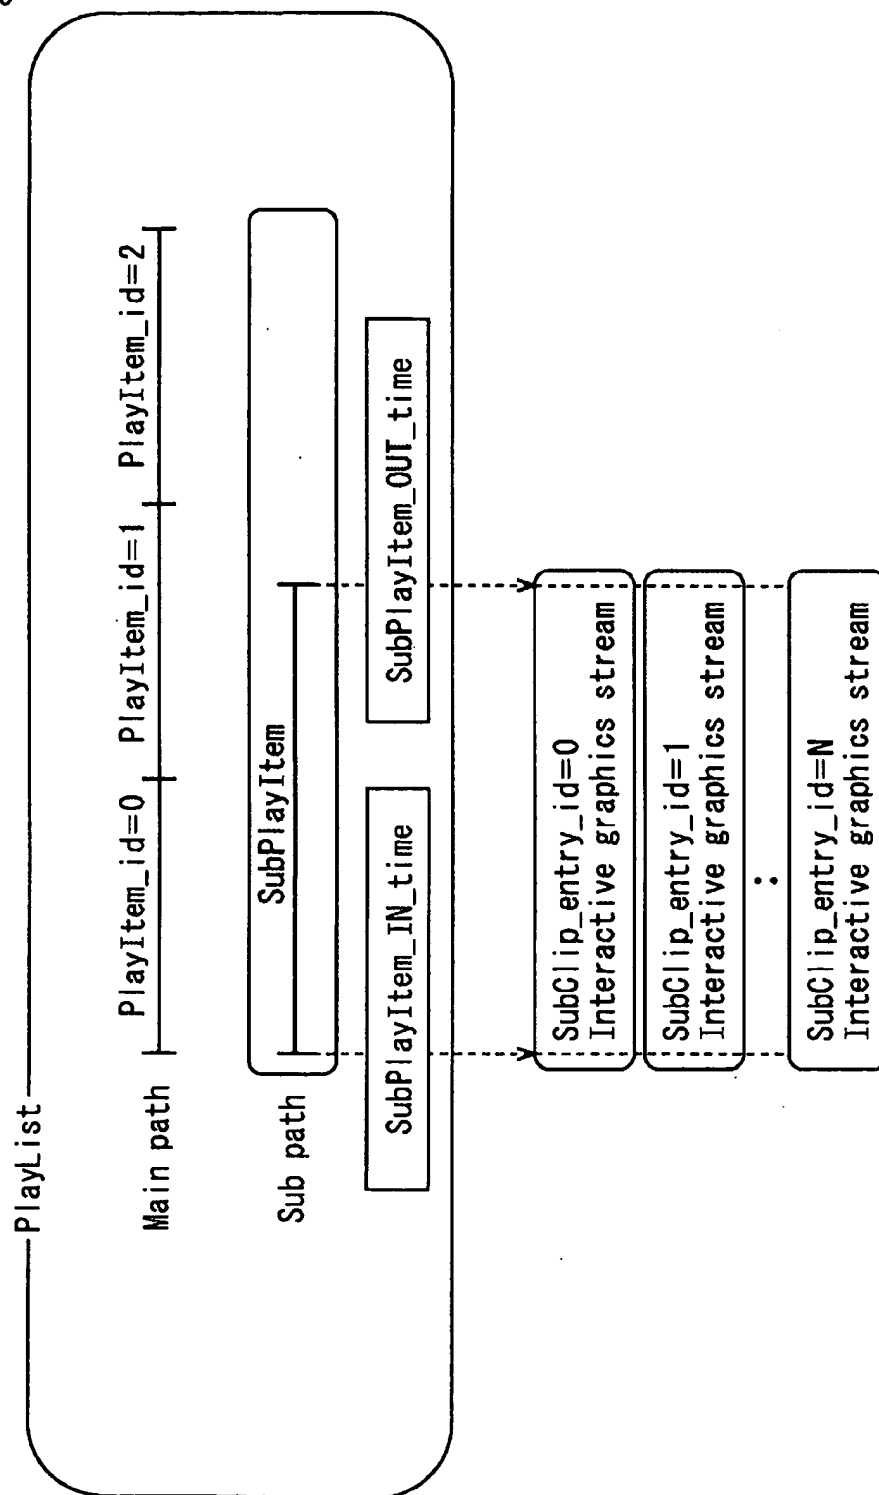 PlayList
Main path
PlayItem_id=0
PlayItem_id=1
PlayItem_id=2
Sub path
SubPlayItem
SubPlayItem_IN_time
SubPlayItem_OUT_time
SubClip_entry_id=0
Interactive graphics stream
SubClip_entry_id=1
Interactive graphics stream
:
SubClip_entry_id=N
Interactive graphics stream